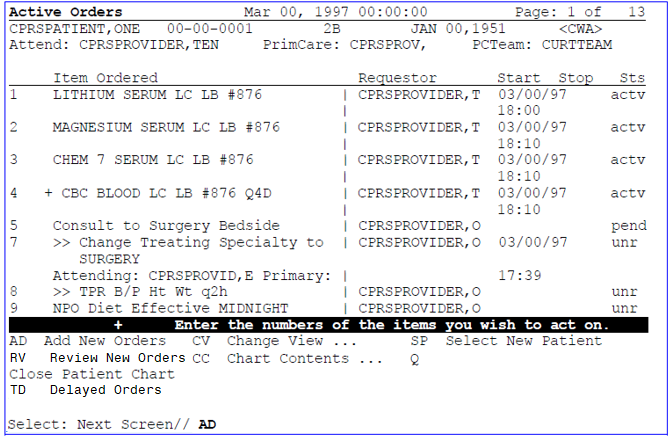 Active Orders Mar 00, 1997 00:00:00 Page: 1 of 13
CPRSPATIENT,ONE 00-00-0001 2B JAN 00,1951 <CWA>
Attend: CPRSPROVIDER,TEN PrimCare: CPRSPROV, PCTeam: CURTTEAM
Item Ordered Requestor Start Stop Sts
1 LITHIUM SERUM LC LB #876 | CPRSPROVIDER,T 03/00/97 actv
| 18:00
2 MAGNESIUM SERUM LC LB #876 | CPRSPROVIDER,T 03/00/97 actv
| 18:10
3 CHEM 7 SERUM LC LB #876 | CPRSPROVIDER,T 03/00/97 actv
| 18:10
4 + CBC BLOOD LC LB #876 Q4D | CPRSPROVIDER,T 03/00/97 actv
| 18:10
5 Consult to Surgery Bedside | CPRSPROVIDER,O pend
7 >> Change Treating Specialty to | CPRSPROVIDER,O 03/00/97 unr
SURGERY
Attending: CPRSPROVID,E Primary: | 17:39
8 >> TPR B/P Ht Wt q2h | CPRSPROVIDER,O unr
9 NPO Diet Effective MIDNIGHT | CPRSPROVIDER,O unr
+ Enter the numbers of the items you wish to act on.
AD Add New Orders CV Change View ... SP Select New Patient
RV Review New Orders CC Chart Contents ... Q
Close Patient Chart
TD Delayed Orders
Select: Next Screen// AD